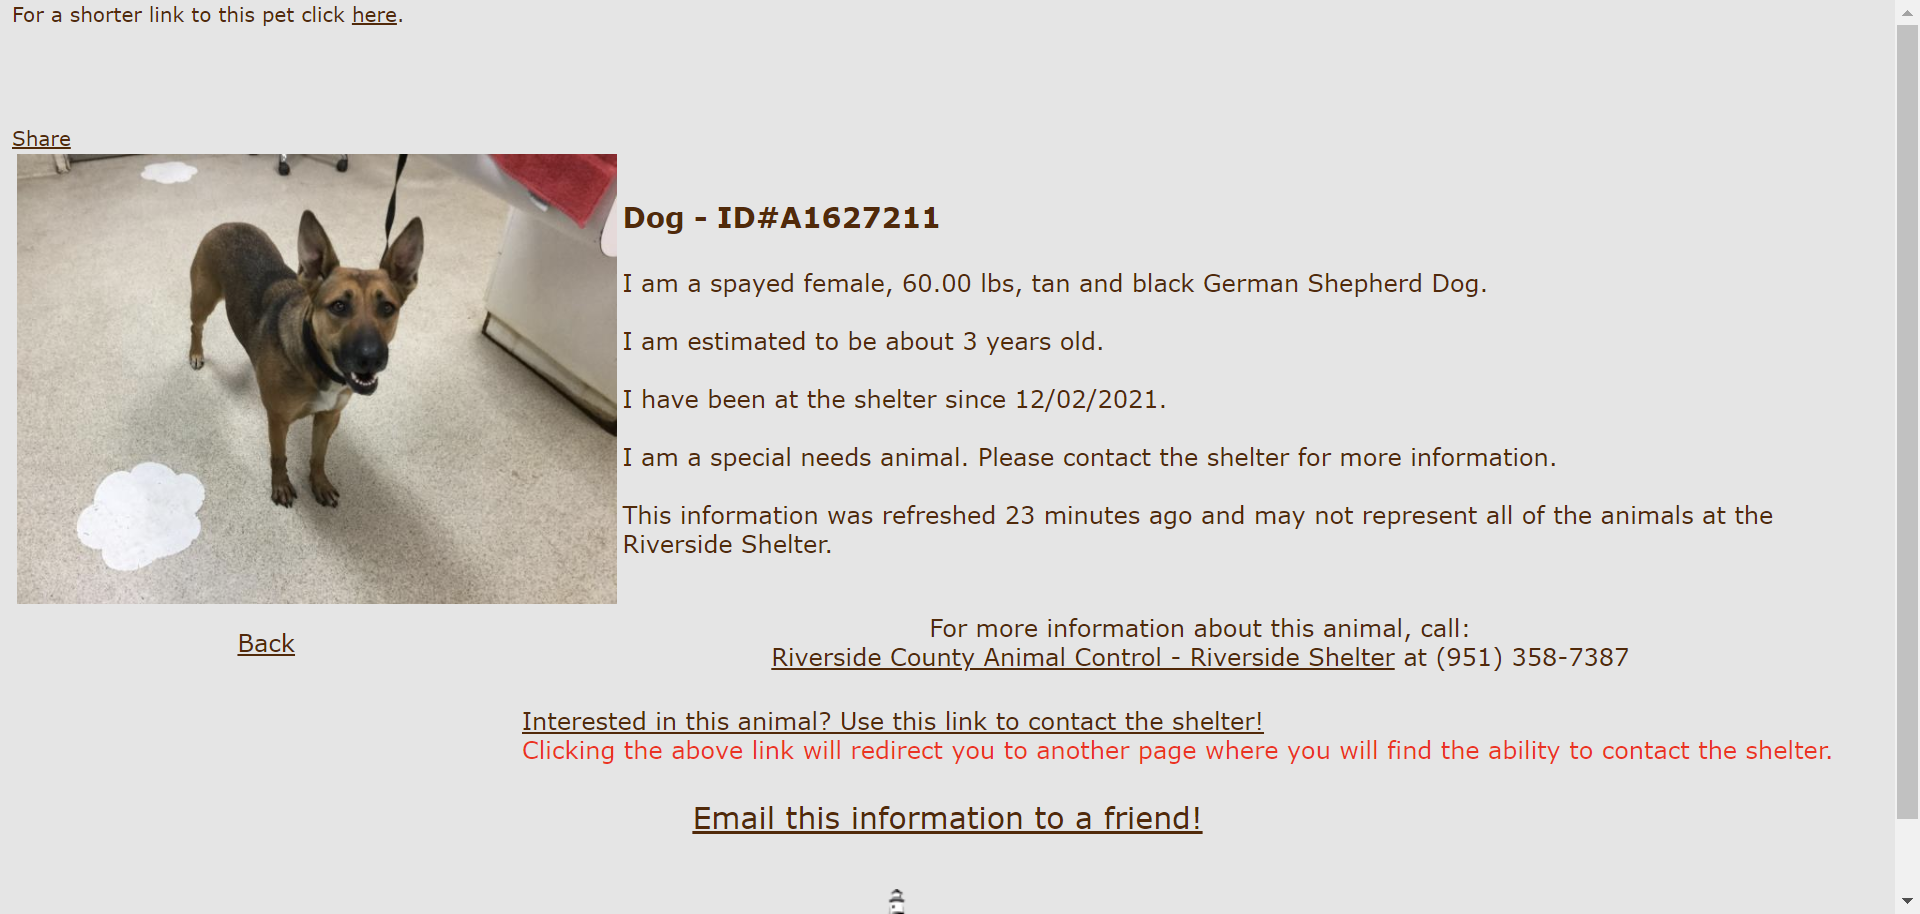 For a shorter link to this pet click here.
Share
Dog - ID#A1627211
I am a spayed female, 60.00 lbs, tan and black German Shepherd Dog.
I am estimated to be about 3 years old.
I have been at the shelter since 12/02/2021.
I am a special needs animal. Please contact the shelter for more information.
This information was refreshed 23 minutes ago and may not represent all of the animals at the
Riverside Shelter.
Back
For more information about this animal, call:
Riverside County Animal Control - Riverside Shelter at (951) 358-7387
Interested in this animal? Use this link to contact the shelter!
Clicking the above link will redirect you to another page where you will find the ability to contact the shelter.
Email this information to a friend!